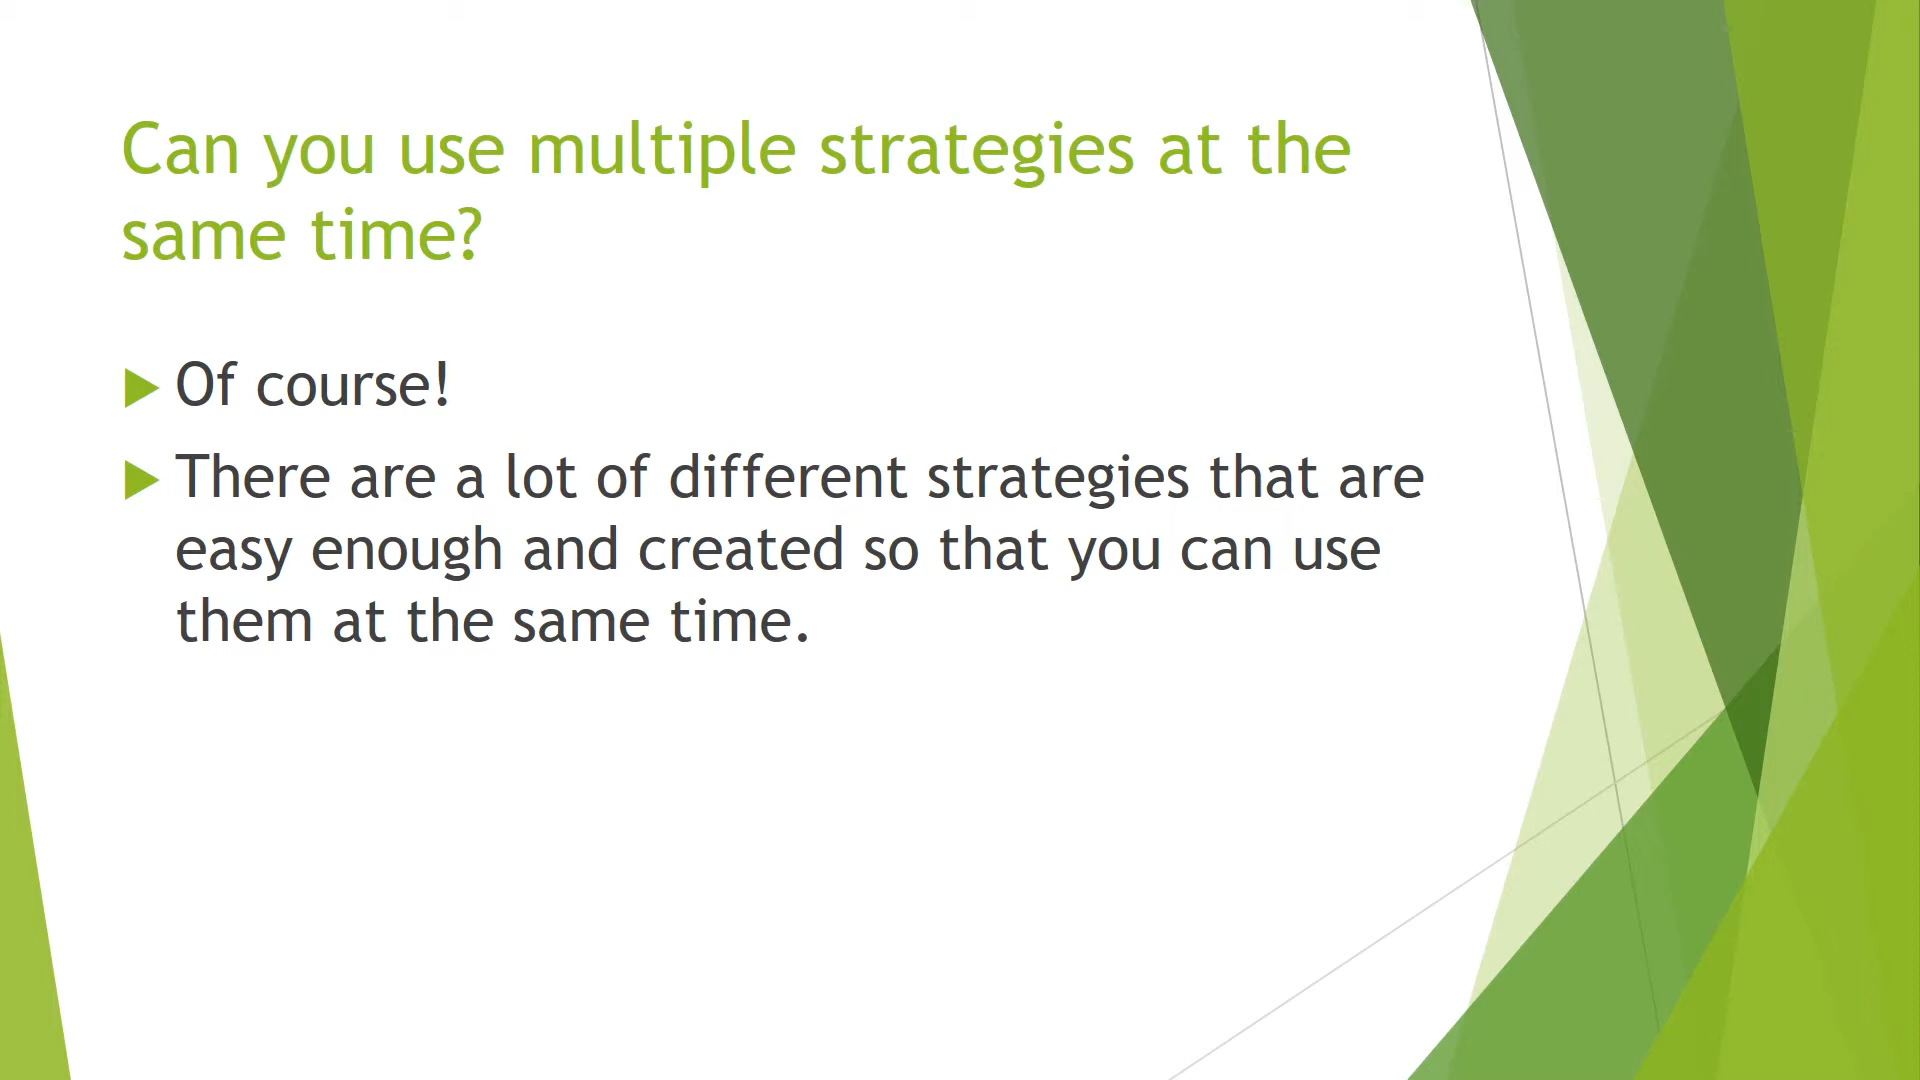 Can you use multiple strategies at the
same time?
Of course!
There are a lot of different strategies that are
easy enough and created so that you can use
them at the same time.